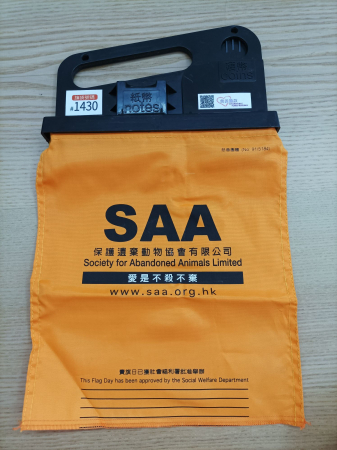 1430
紙幣
notes
coins
SAA
保護遺棄動物協會有限公司
Society for Abandoned Animals Limited
愛是不殺不棄
www.saa.org.hk
賣旗日已獲社會福利署批准舉辦
This Flag Day has been approved by the Social Welfare Department